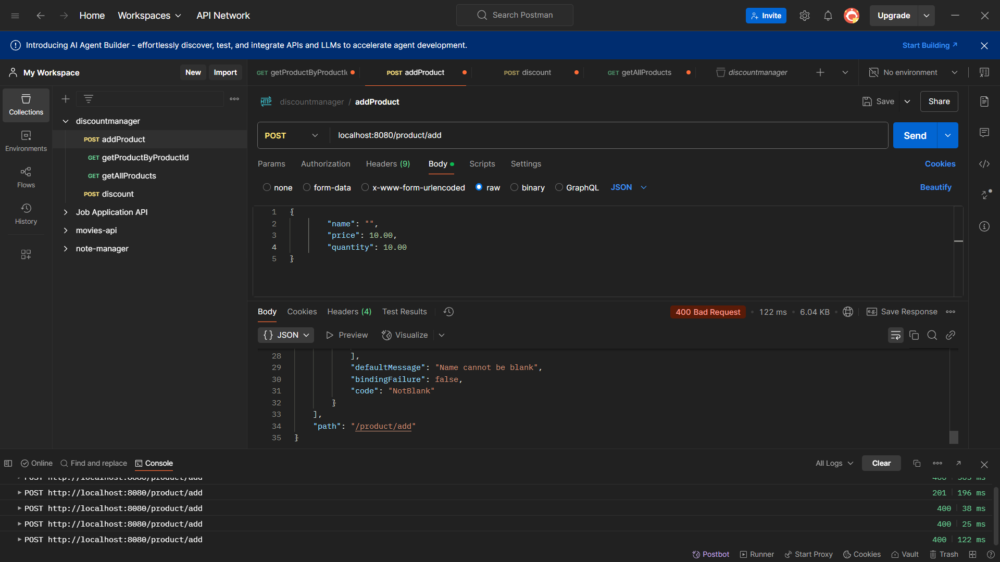 Home Workspaces API Network Search Postman Invite Upgrade
Introducing AI Agent Builder - effortlessly discover, test, and integrate APIs and LLMs to accelerate agent development. Start Building
My Workspace New Import GET getProductByProductI POST addProduct POST discount GET getAllProducts discountmanager No environment
Collections
Environments
Flows
History
discountmanager
POST addProduct
GET getProductByProductId
GET getAllProducts
POST discount
Job Application API
movies-api
note-manager
HTTP discountmanager / addProduct Save Share
POST localhost:8080/product/add Send
Params Authorization Headers (9) Body Scripts Settings Cookies
none form-data x-www-form-urlencoded raw binary GraphQL JSON Beautify
1 {
2 "name": "",
3 "price": 10.00,
4 "quantity": 10.00
5 }
Body Cookies Headers (4) Test Results 400 Bad Request 122 ms 6.04 KB e.g. Save Response
{} JSON Preview Visualize
28 ],
29 "defaultMessage": "Name cannot be blank",
30 "bindingFailure": false,
31 "code": "NotBlank"
32 }
33 ],
34 "path": "/product/add"
35 }
Online Find and replace Console All Logs Clear
POST http://localhost:8080/product/add 400
POST http://localhost:8080/product/add 201 196 ms
POST http://localhost:8080/product/add 400 38 ms
POST http://localhost:8080/product/add 400 25 ms
POST http://localhost:8080/product/add 400 122 ms
Postbot Runner Start Proxy Cookies Vault Trash